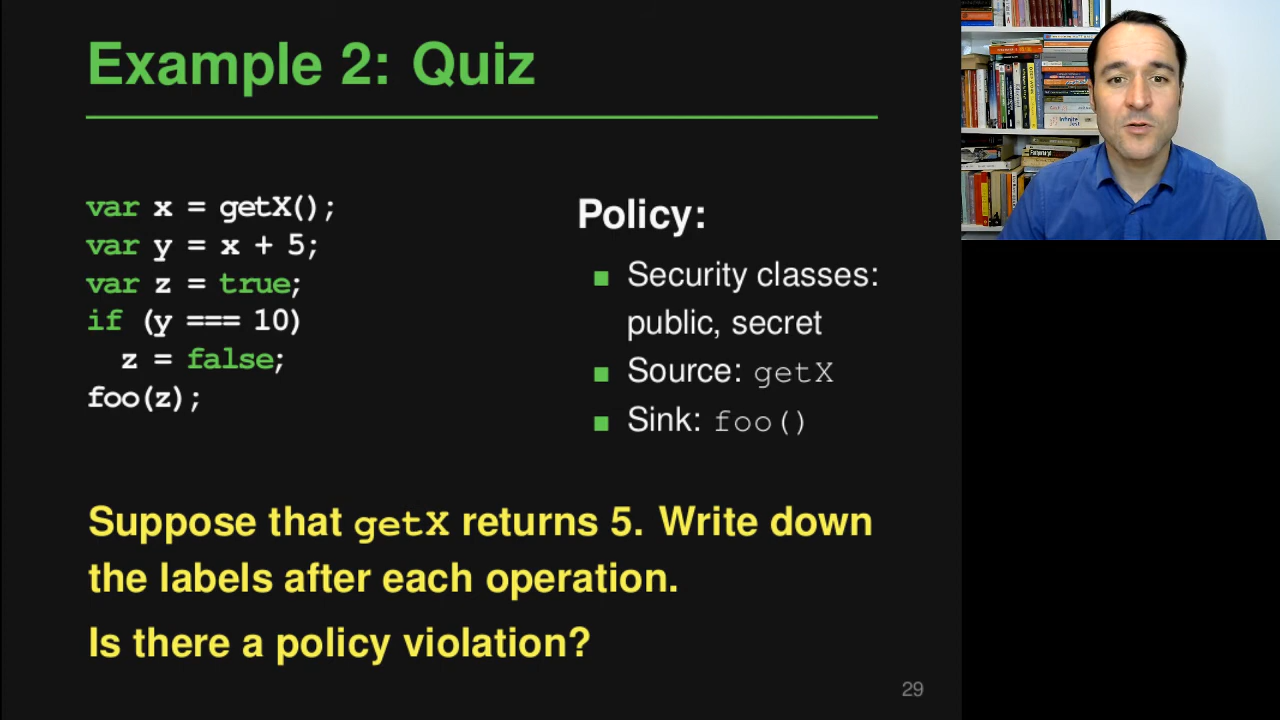 Example 2: Quiz
var x = getX();
var y = x + 5;
var z = true;
if (y === 10)
z = false;
foo(z);
Policy:
■ Security classes:
public, secret
■ Source: getX
■ Sink: foo()
Suppose that getX returns 5. Write down
the labels after each operation.
Is there a policy violation?
29
Infinite
Jest